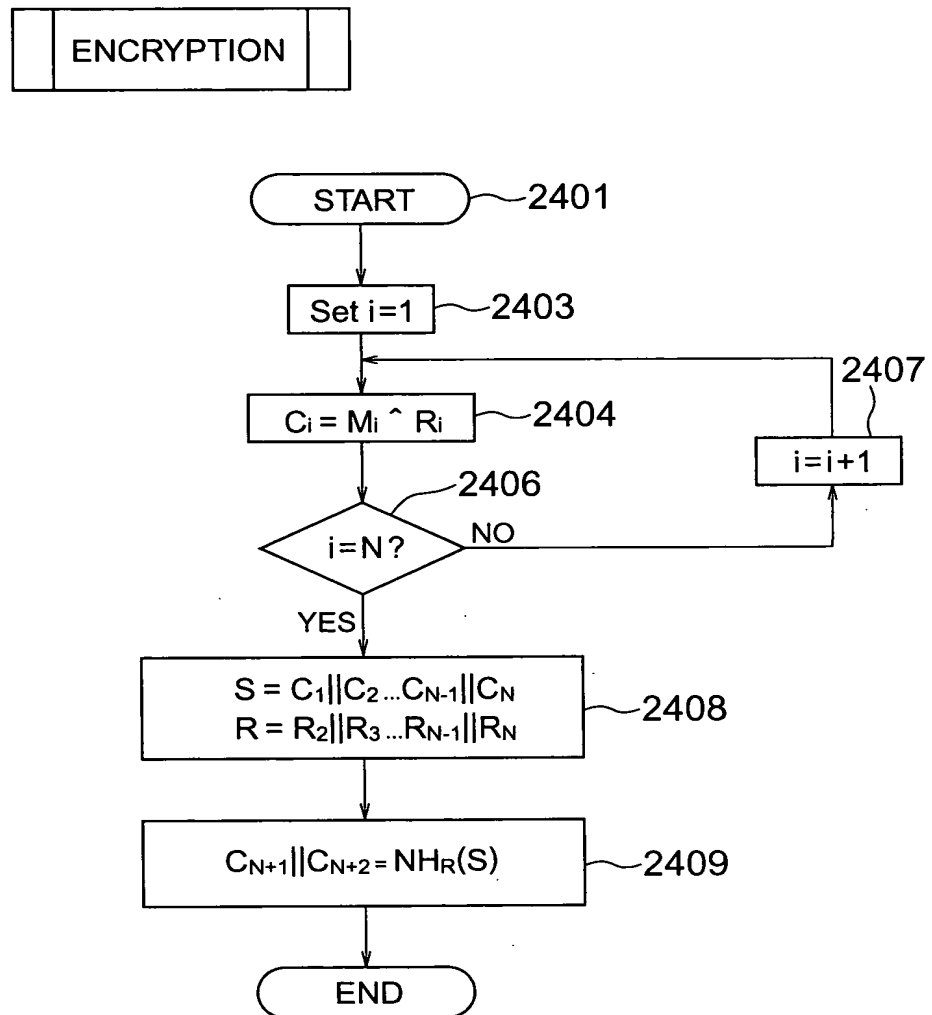 ENCRYPTION
START
2401
Set i=1
2403
2407
Ci = Mi ^ Ri
2404
i=i+1
2406
i=N?
NO
YES
S = C1||C2...CN-1||CN
R = R2||R3...RN-1||RN
2408
CN+1||CN+2 = NHR(S)
2409
END